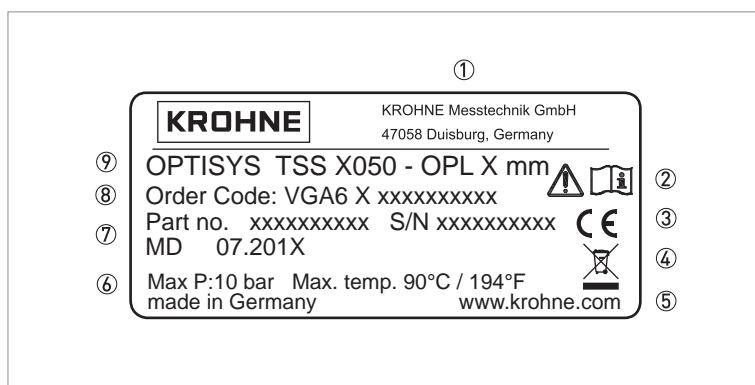 ①
KROHNE
KROHNE Messtechnik GmbH
47058 Duisburg, Germany
⑨ OPTISYS TSS X050 - OPL X mm ②
⑧ Order Code: VGA6 X xxxxxxxxxx
⑦ Part no. xxxxxxxxxx S/N xxxxxxxxxx CE ③
MD 07.201X ④
⑥ Max P:10 bar Max. temp. 90°C / 194°F
made in Germany www.krohne.com ⑤